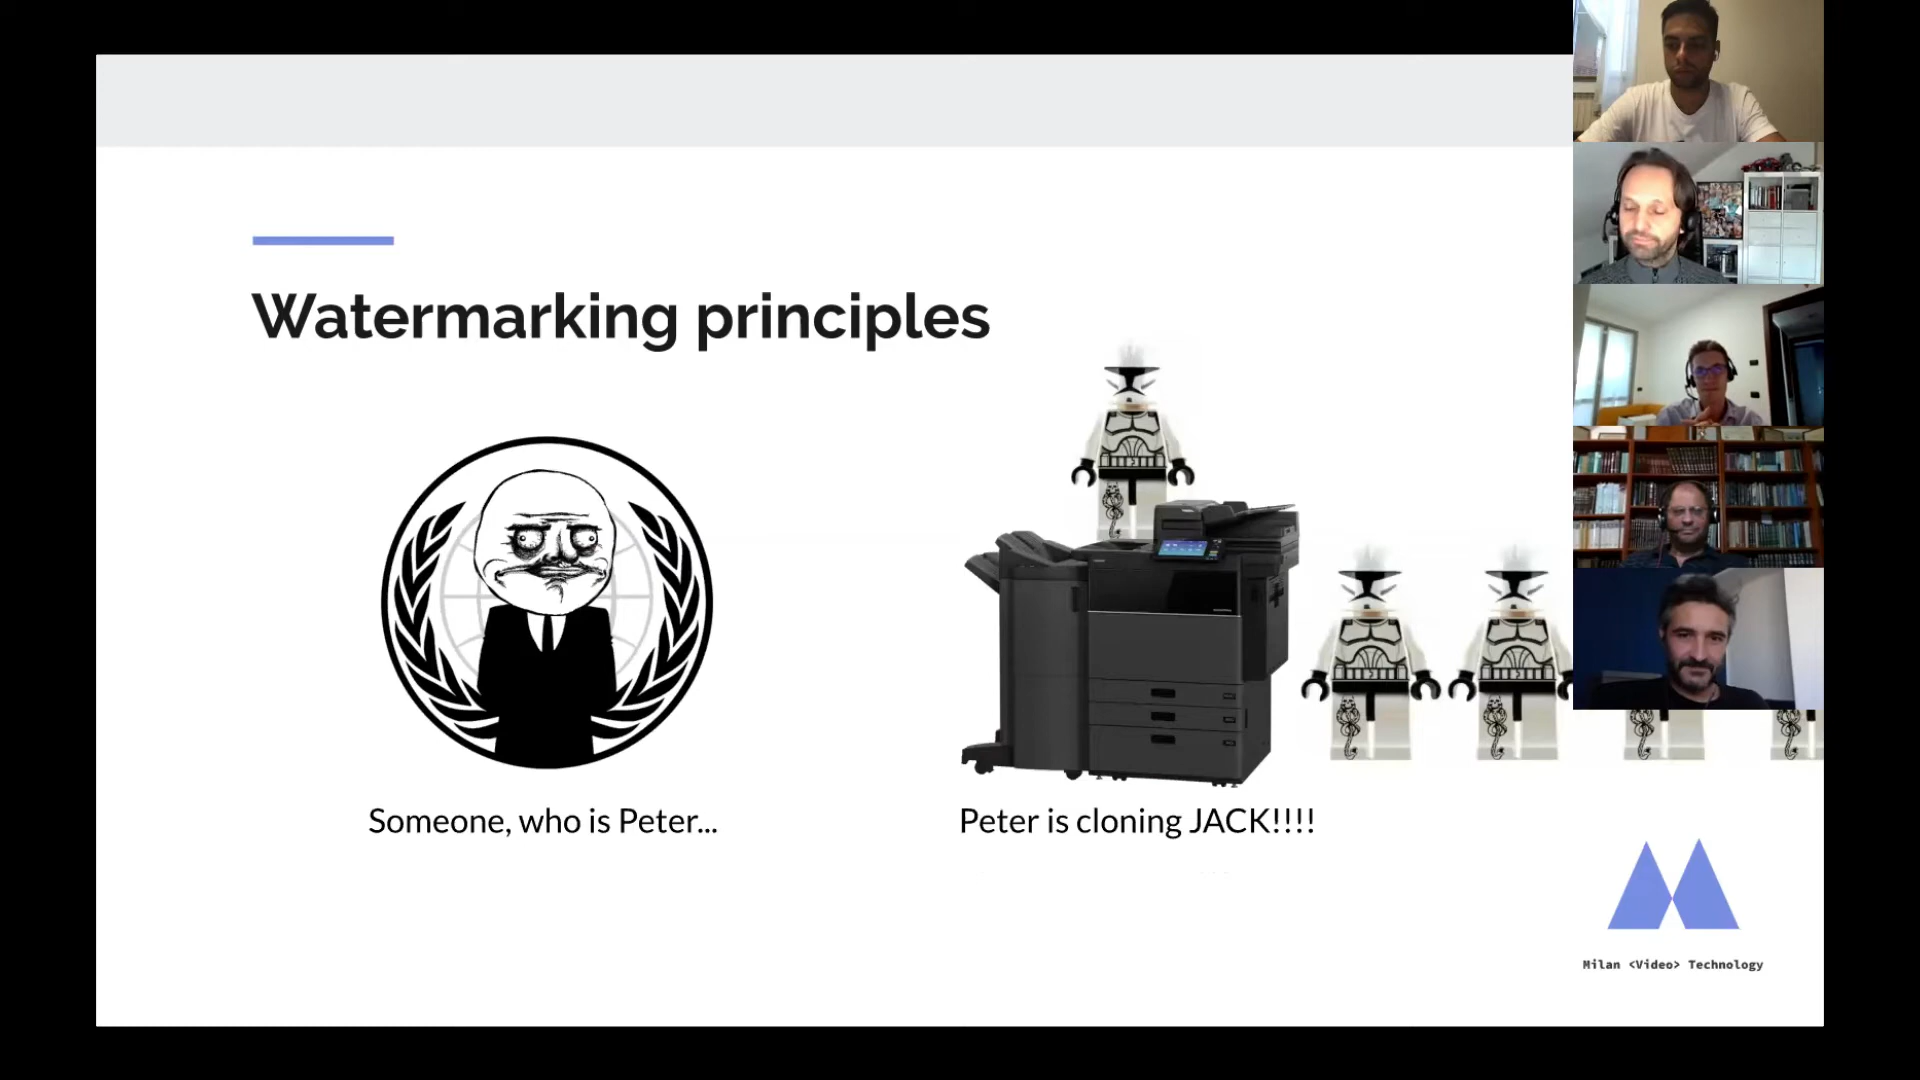 Watermarking principles
Someone, who is Peter...
Peter is cloning JACK!!!!
Milan <Video> Technology